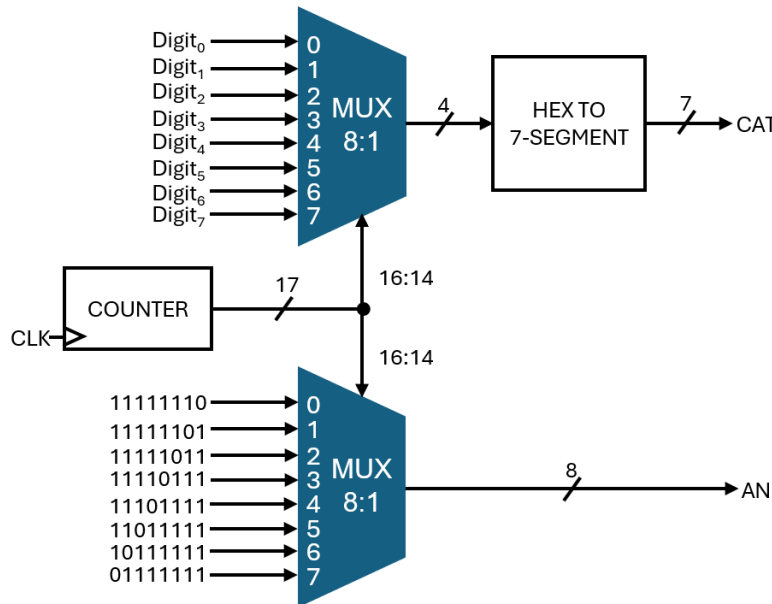 Digit₀
Digit₁
Digit₂
Digit₃
Digit₄
Digit₅
Digit₆
Digit₇
0
1
2
3
4
5
6
7
MUX
8:1
4
HEX TO
7-SEGMENT
7
CAT
CLK
COUNTER
17
16:14
16:14
11111110
11111101
11111011
11110111
11101111
11011111
10111111
01111111
0
1
2
3
4
5
6
7
MUX
8:1
8
AN